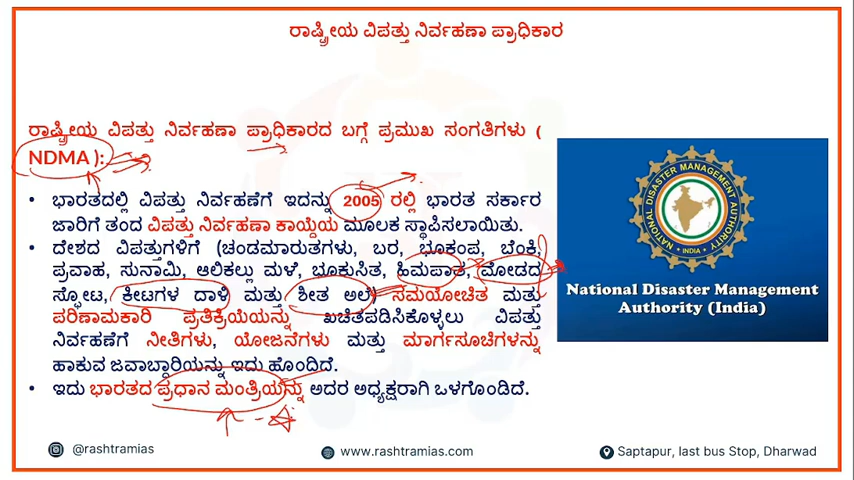 ರಾಷ್ಟ್ರೀಯ ವಿಪತ್ತು ನಿರ್ವಹಣಾ ಪ್ರಾಧಿಕಾರ
ರಾಷ್ಟ್ರೀಯ ವಿಪತ್ತು ನಿರ್ವಹಣಾ ಪ್ರಾಧಿಕಾರದ ಬಗ್ಗೆ ಪ್ರಮುಖ ಸಂಗತಿಗಳು (
NDMA ):
• ಭಾರತದಲ್ಲಿ ವಿಪತ್ತು ನಿರ್ವಹಣೆಗೆ ಇದನ್ನು 2005 ರಲ್ಲಿ ಭಾರತ ಸರ್ಕಾರ
ಜಾರಿಗೆ ತಂದ ವಿಪತ್ತು ನಿರ್ವಹಣಾ ಕಾಯ್ದೆಯ ಮೂಲಕ ಸ್ಥಾಪಿಸಲಾಯಿತು.
• ದೇಶದ ವಿಪತ್ತುಗಳಿಗೆ (ಚಂಡಮಾರುತಗಳು, ಬರ, ಭೂಕಂಪ, ಬೆಂಕಿ,
ಪ್ರವಾಹ, ಸುನಾಮಿ, ಆಲಿಕಲ್ಲು ಮಳೆ, ಭೂಕುಸಿತ, ಹಿಮಪಾತ, ಮೋಡದ
ಸ್ಫೋಟ, ಕೀಟಗಳ ದಾಳಿ ಮತ್ತು ಶೀತ ಅಲೆ) ಸಮಯೋಚಿತ ಮತ್ತು
ಪರಿಣಾಮಕಾರಿ ಪ್ರತಿಕ್ರಿಯೆಯನ್ನು ಖಚಿತಪಡಿಸಿಕೊಳ್ಳಲು ವಿಪತ್ತು
ನಿರ್ವಹಣೆಗೆ ನೀತಿಗಳು, ಯೋಜನೆಗಳು ಮತ್ತು ಮಾರ್ಗಸೂಚಿಗಳನ್ನು
ಹಾಕುವ ಜವಾಬ್ದಾರಿಯನ್ನು ಇದು ಹೊಂದಿದೆ.
• ಇದು ಭಾರತದ ಪ್ರಧಾನ ಮಂತ್ರಿಯನ್ನು ಅದರ ಅಧ್ಯಕ್ಷರಾಗಿ ಒಳಗೊಂಡಿದೆ.
NATIONAL DISASTER MANAGEMENT AUTHORITY
INDIA
National Disaster Management
Authority (India)
@rashtramias
www.rashtramias.com
Saptapur, last bus Stop, Dharwad